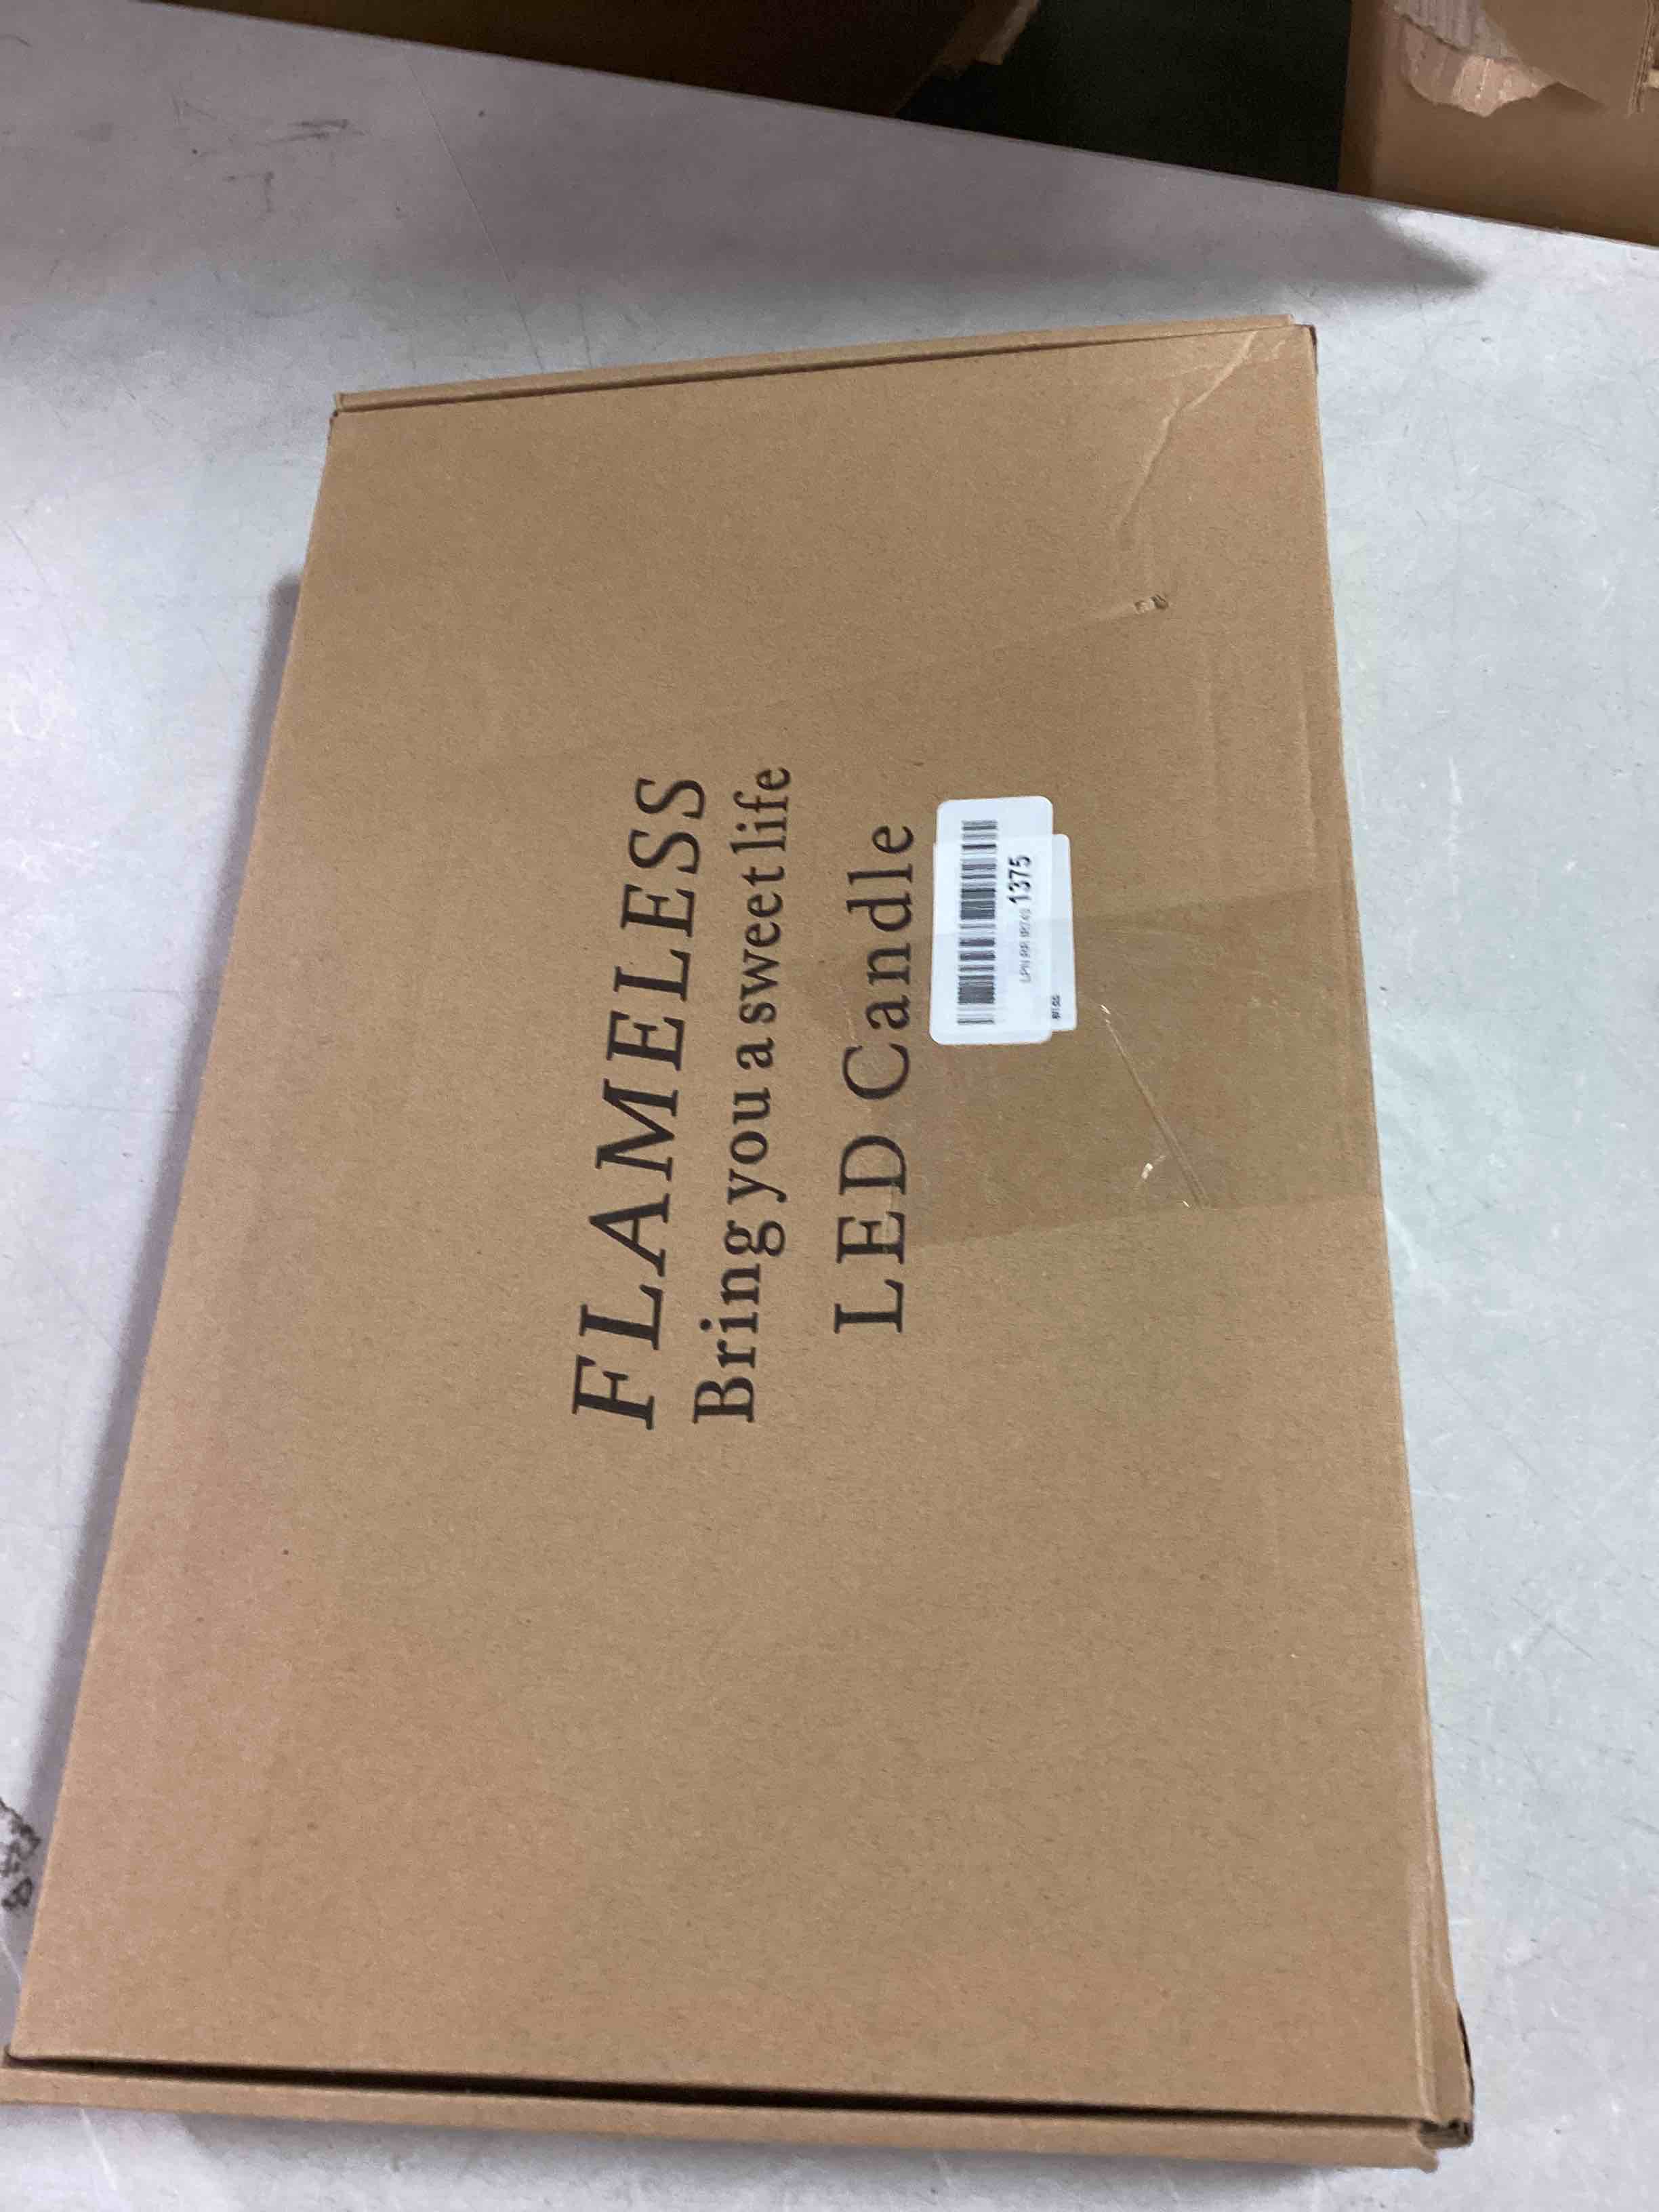 FLAMELESS
Bring you a sweet life
LED Candle
1375